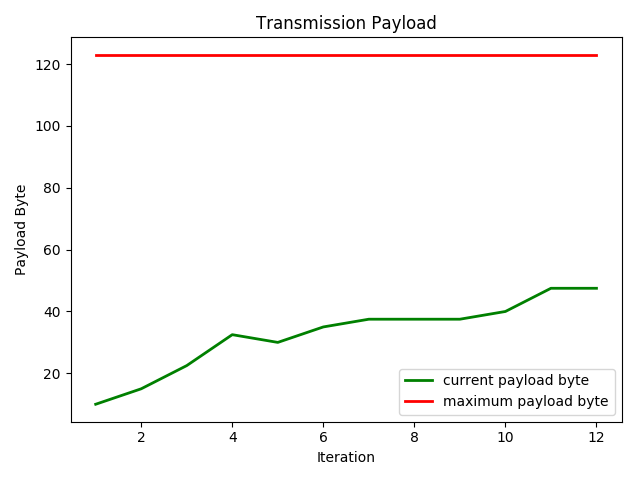 Transmission Payload
Payload Byte
120
100
80
60
40
20
current payload byte
maximum payload byte
2 4 6 8 10 12
Iteration